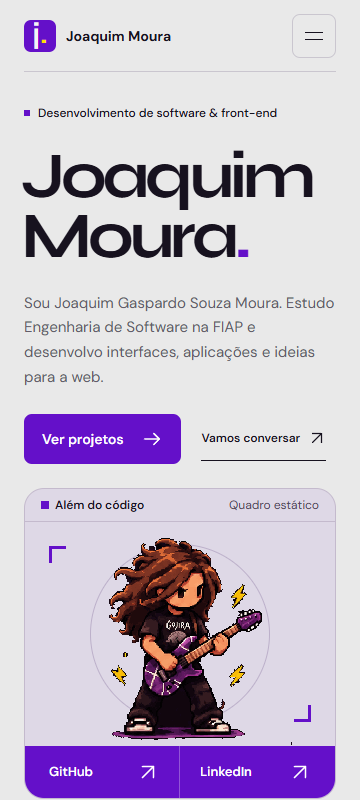 j.
Joaquim Moura
Desenvolvimento de software & front-end
Joaquim
Moura.
Sou Joaquim Gaspardo Souza Moura. Estudo
Engenharia de Software na FIAP e
desenvolvo interfaces, aplicações e ideias
para a web.
Ver projetos
Vamos conversar
Além do código
Quadro estático
GOJIRA
GitHub
LinkedIn